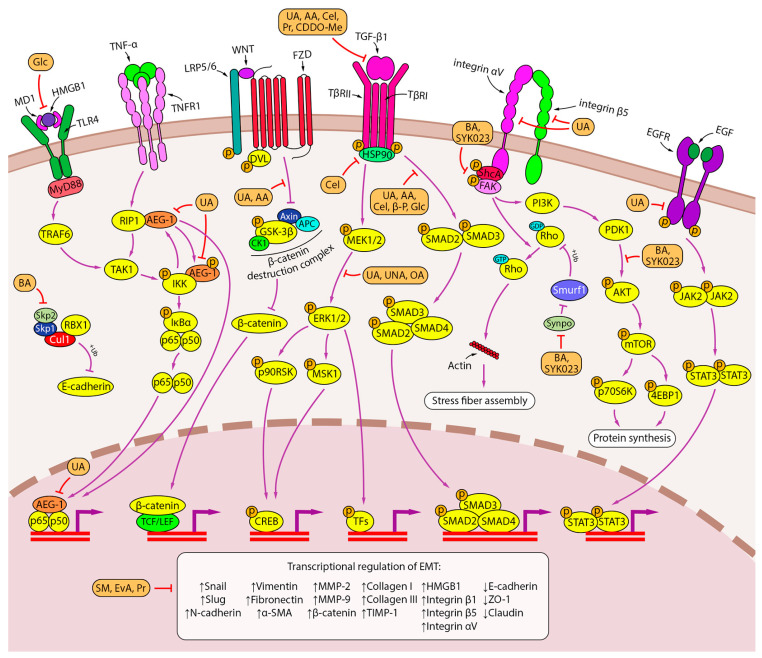 UA, AA, Cel,
Pr, CDDO-Me
TGF-β1
TNF-α
WNT
FZD
LRP5/6
Glc
MD1
HMGB1
TLR4
TNFR1
TβRII
TβRI
integrin αV
integrin β5
UA
BA,
SYK023
EGFR
EGF
MyD88
P
P
DVL
P
P
HSP90
P
ShcA
P
FAK
UA
P
P
UA, AA
Cel
UA, AA,
Cel, β-P, Glc
UA
RIP1
AEG-1
TRAF6
Axin
APC
P
GSK-3β
CK1
β-catenin
destruction complex
P
MEK1/2
P
SMAD2
P
SMAD3
PI3K
GDP
Rho
PDK1
TAK1
P
AEG-1
P
IKK
UA, UNA, OA
GTP
Rho
+Ub
Smurf1
BA,
SYK023
P
AKT
P
JAK2
P
JAK2
BA
Skp2
Skp1
RBX1
Cul1
+Ub
E-cadherin
P
IκBα
p65
p50
β-catenin
P
ERK1/2
P
SMAD3
P
SMAD2
SMAD4
Synpo
BA,
SYK023
P
mTOR
Actin
P
p90RSK
P
MSK1
p65
p50
P
p70S6K
P
4EBP1
P
STAT3
P
STAT3
Stress fiber assembly
Protein synthesis
UA
AEG-1
p65
p50
β-catenin
TCF/LEF
P
CREB
P
TFs
P
SMAD3
P
SMAD2
SMAD4
P
STAT3
P
STAT3
Transcriptional regulation of EMT:
SM, EvA, Pr
↑Snail ↑Vimentin ↑MMP-2 ↑Collagen I ↑HMGB1 ↓E-cadherin
↑Slug ↑Fibronectin ↑MMP-9 ↑Collagen III ↑Integrin β1 ↓ZO-1
↑N-cadherin ↑α-SMA ↑β-catenin ↑TIMP-1 ↑Integrin β5 ↓Claudin
↑Integrin αV